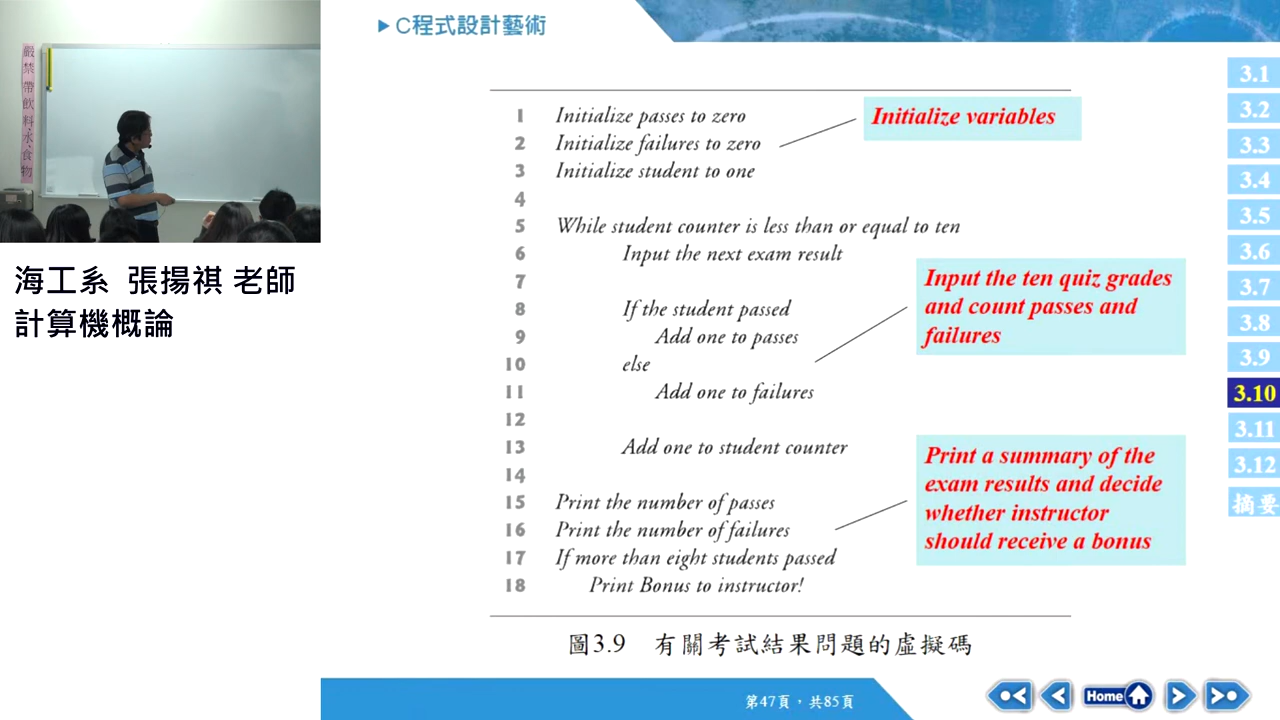 嚴禁帶飲料、水、食物
海工系 張揚祺 老師
計算機概論
C程式設計藝術
1 Initialize passes to zero
2 Initialize failures to zero
3 Initialize student to one
4
5 While student counter is less than or equal to ten
6 Input the next exam result
7
8 If the student passed
9 Add one to passes
10 else
11 Add one to failures
12
13 Add one to student counter
14
15 Print the number of passes
16 Print the number of failures
17 If more than eight students passed
18 Print Bonus to instructor!
Initialize variables
Input the ten quiz grades
and count passes and
failures
Print a summary of the
exam results and decide
whether instructor
should receive a bonus
圖3.9 有關考試結果問題的虛擬碼
3.1
3.2
3.3
3.4
3.5
3.6
3.7
3.8
3.9
3.10
3.11
3.12
摘要
第47頁，共85頁
Home